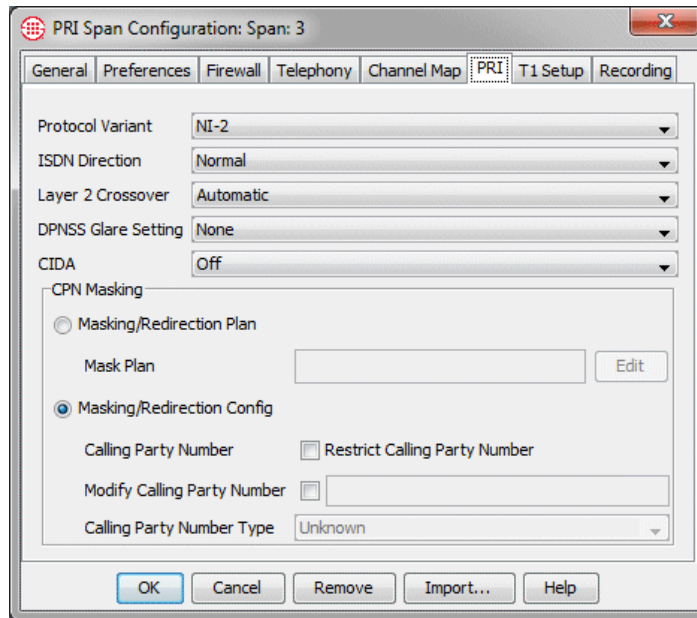 PRI Span Configuration: Span: 3
General Preferences Firewall Telephony Channel Map PRI T1 Setup Recording
Protocol Variant NI-2
ISDN Direction Normal
Layer 2 Crossover Automatic
DPNSS Glare Setting None
CIDA Off
CPN Masking
Masking/Redirection Plan
Mask Plan Edit
Masking/Redirection Config
Calling Party Number Restrict Calling Party Number
Modify Calling Party Number
Calling Party Number Type Unknown
OK Cancel Remove Import... Help